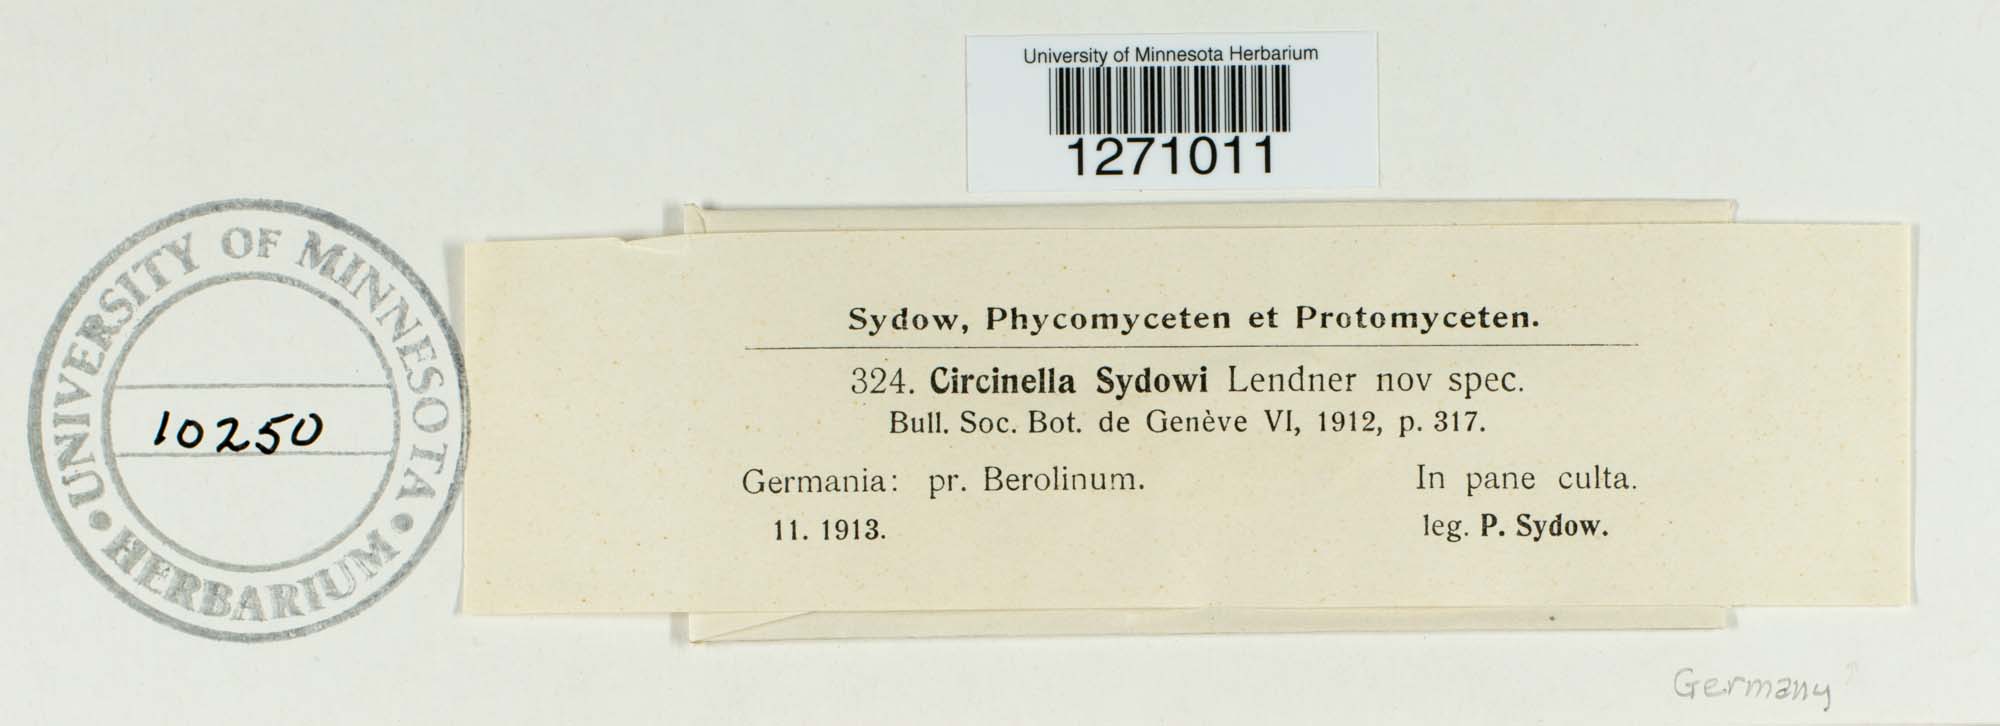 University of Minnesota Herbarium
1271011
UNIVERSITY OF MINNESOTA
• HERBARIUM •
10250
Sydow, Phycomyceten et Protomyceten.
324. Circinella Sydowi Lendner nov spec.
Bull. Soc. Bot. de Genève VI, 1912, p. 317.
Germania: pr. Berolinum. In pane culta.
11. 1913. leg. P. Sydow.
Germany